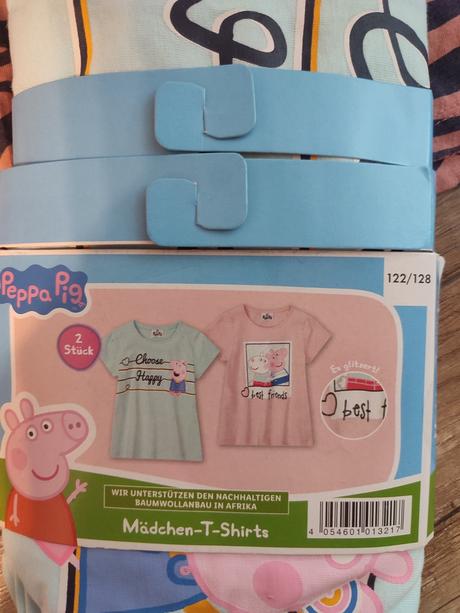 Peppa Pig
122/128
2
Stück
Choose
Happy
best friends
Es glitzert!
best f
WIR UNTERSTÜTZEN DEN NACHHALTIGEN
BAUMWOLLANBAU IN AFRIKA
Mädchen-T-Shirts
4 054601 013217